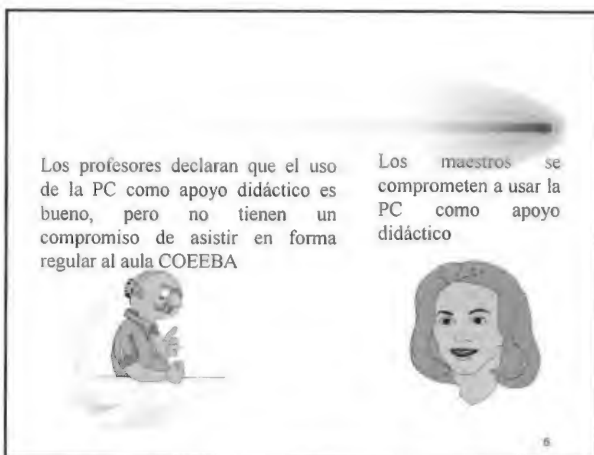 Los profesores declaran que el uso
de la PC como apoyo didáctico es
bueno, pero no tienen un
compromiso de asistir en forma
regular al aula COEEBA
Los maestros se
comprometen a usar la
PC como apoyo
didáctico
6